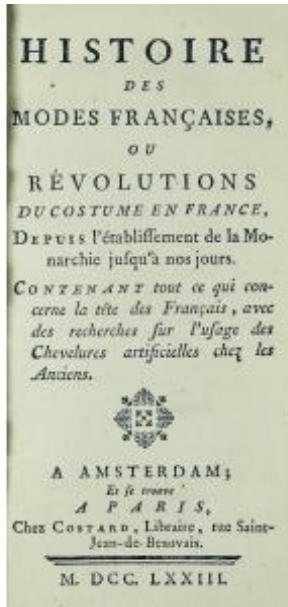 HISTOIRE
DES
MODES FRANÇAISES,
OU
RÉVOLUTIONS
DU COSTUME EN FRANCE,
DEPUIS l'établiſſement de la Mo-
narchie juſqu'à nos jours.
CONTENANT tout ce qui con-
cerne la tête des Français, avec
des recherches ſur l'uſage des
Chevelures artificielles chez les
Anciens.
A AMSTERDAM;
Et ſe trouve
A PARIS,
Chez COSTARD, Libraire, rue Saint-
Jean-de-Beauvais.
M. DCC. LXXIII.